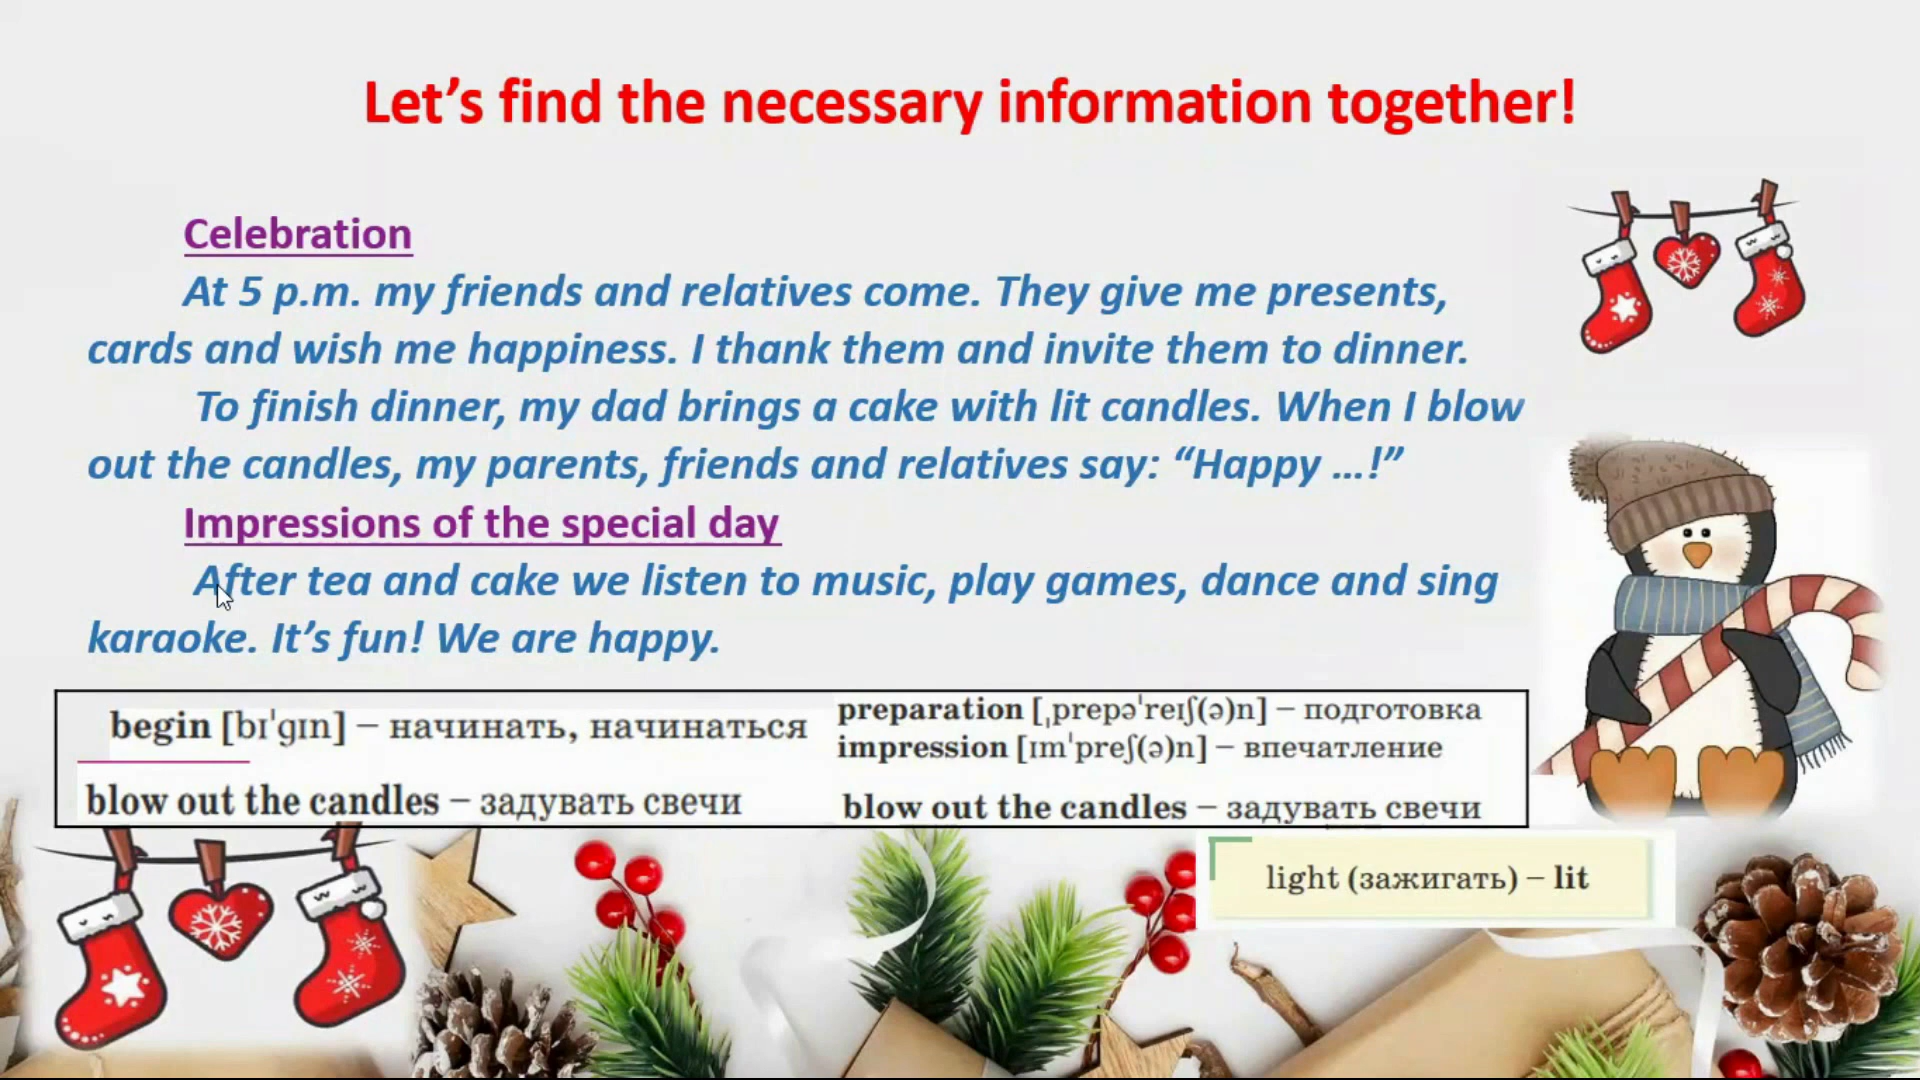 Let’s find the necessary information together!
Celebration
At 5 p.m. my friends and relatives come. They give me presents,
cards and wish me happiness. I thank them and invite them to dinner.
To finish dinner, my dad brings a cake with lit candles. When I blow
out the candles, my parents, friends and relatives say: “Happy …!”
Impressions of the special day
After tea and cake we listen to music, play games, dance and sing
karaoke. It’s fun! We are happy.
begin [bɪˈgɪn] – начинать, начинаться
blow out the candles – задувать свечи
preparation [ˌprepəˈreɪʃ(ə)n] – подготовка
impression [ɪmˈpreʃ(ə)n] – впечатление
blow out the candles – задувать свечи
light (зажигать) – lit